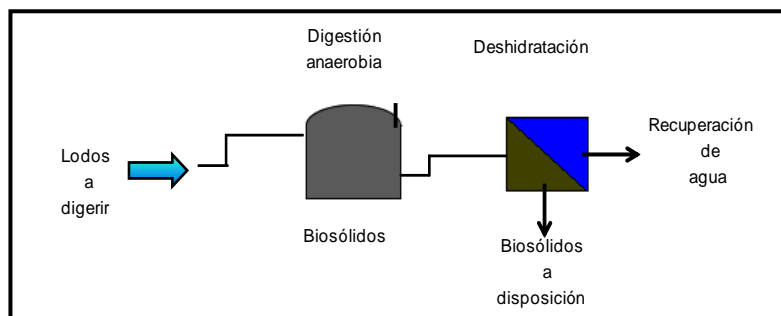 Digestión
anaerobia
Deshidratación
Lodos
a
digerir
Recuperación
de
agua
Biosólidos
Biosólidos
a
disposición